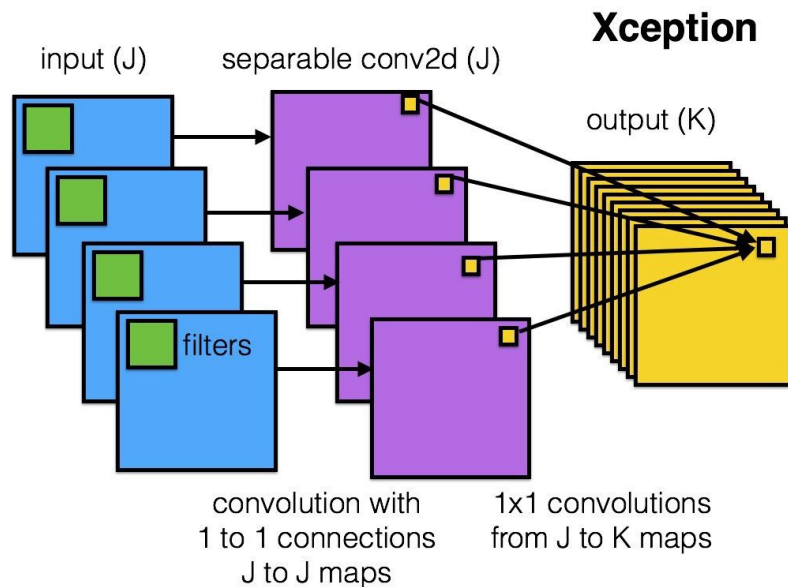 Xception
input (J)
separable conv2d (J)
output (K)
filters
convolution with
1 to 1 connections
J to J maps
1x1 convolutions
from J to K maps